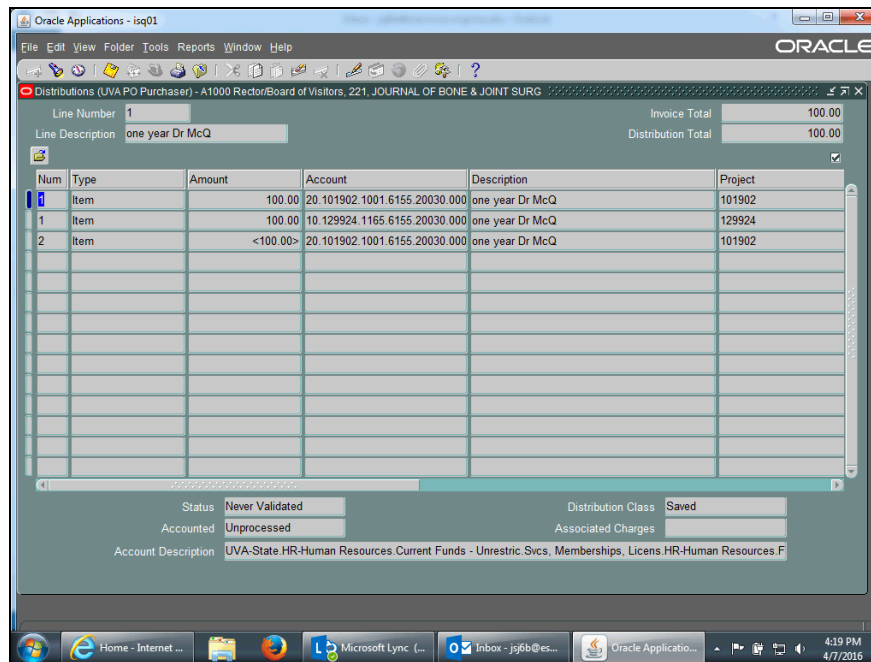 Oracle Applications - isq01
File Edit View Folder Tools Reports Window Help
ORACLE
Distributions (UVA PO Purchaser) - A1000 Rector/Board of Visitors, 221, JOURNAL OF BONE & JOINT SURG
Line Number 1 Invoice Total 100.00
Line Description one year Dr McQ Distribution Total 100.00
Num Type Amount Account Description Project
1 Item 100.00 20.101902.1001.6155.20030.000 one year Dr McQ 101902
1 Item 100.00 10.129924.1165.6155.20030.000 one year Dr McQ 129924
2 Item <100.00> 20.101902.1001.6155.20030.000 one year Dr McQ 101902
Status Never Validated Distribution Class Saved
Accounted Unprocessed Associated Charges
Account Description UVA-State.HR-Human Resources.Current Funds - Unrestric.Svcs, Memberships, Licens.HR-Human Resources.F
Home - Internet ... Microsoft Lync (... Inbox - jsj6b@es... Oracle Applicatio... 4:19 PM
4/7/2016